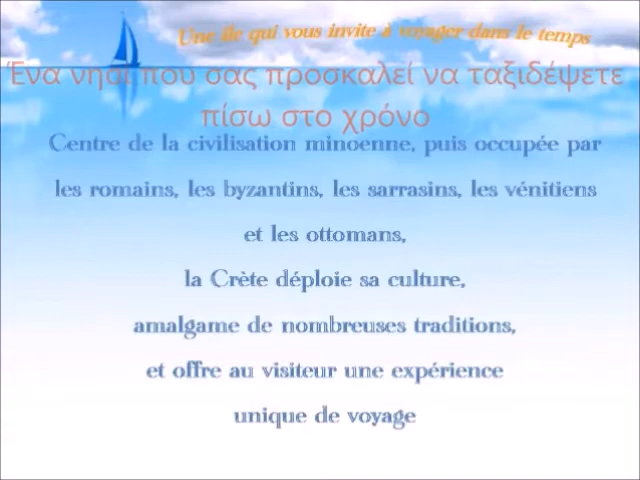 Une île qui vous invite à voyager dans le temps
Ένα νησί που σας προσκαλεί να ταξιδέψετε
πίσω στο χρόνο
Centre de la civilisation minoenne, puis occupée par
les romains, les byzantins, les sarrasins, les vénitiens
et les ottomans,
la Crète déploie sa culture,
amalgame de nombreuses traditions,
et offre au visiteur une expérience
unique de voyage